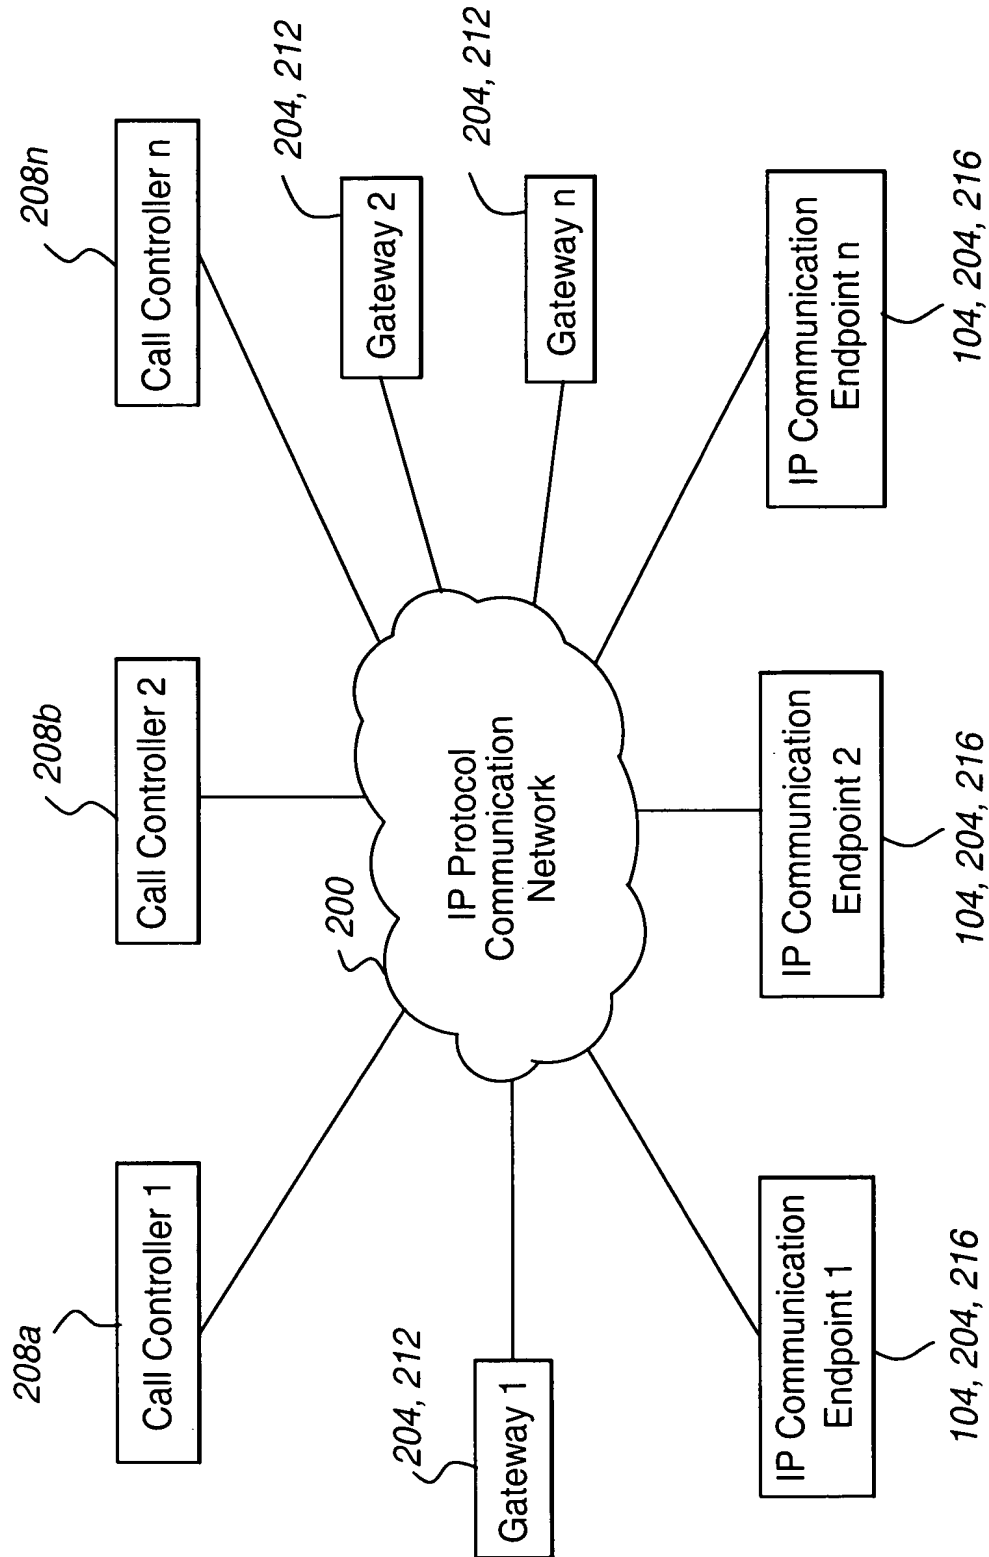 208a
208b
208n
Call Controller 1
Call Controller 2
Call Controller n
200
204, 212
Gateway 1
IP Protocol
Communication
Network
204, 212
Gateway 2
204, 212
Gateway n
IP Communication
Endpoint 1
IP Communication
Endpoint 2
IP Communication
Endpoint n
104, 204, 216
104, 204, 216
104, 204, 216